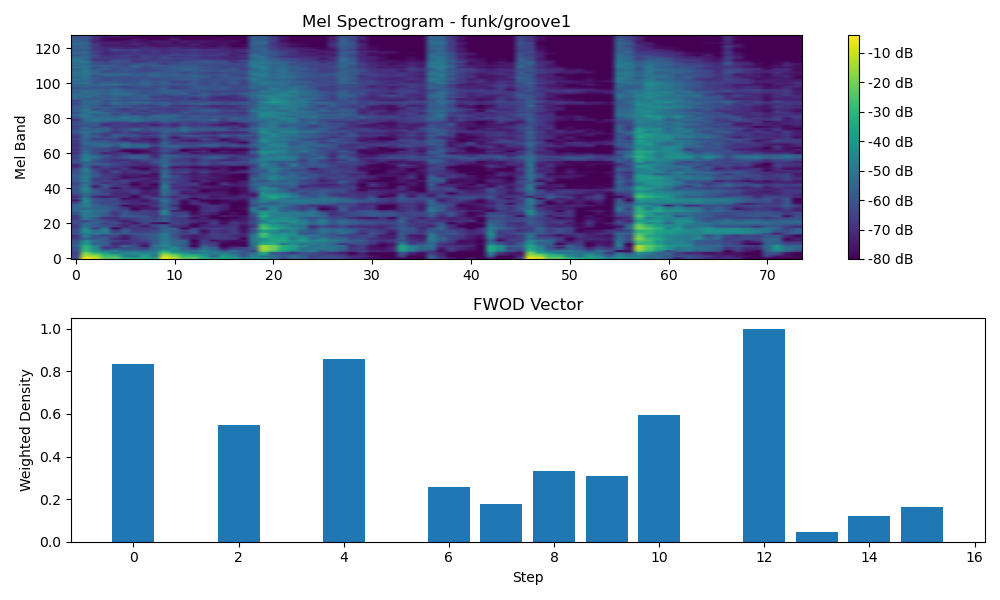 Mel Spectrogram - funk/groove1
Mel Band
120
100
80
60
40
20
0
0 10 20 30 40 50 60 70
-10 dB
-20 dB
-30 dB
-40 dB
-50 dB
-60 dB
-70 dB
-80 dB
FWOD Vector
Weighted Density
1.0
0.8
0.6
0.4
0.2
0.0
0 2 4 6 8 10 12 14 16
Step